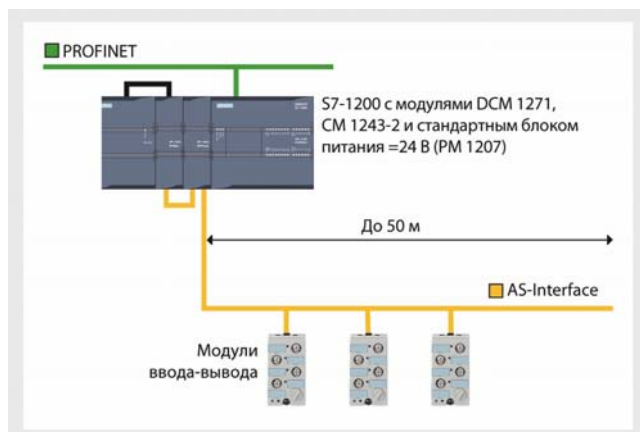 PROFINET
S7-1200 с модулями DCM 1271,
CM 1243-2 и стандартным блоком
питания =24 В (PM 1207)
До 50 м
AS-Interface
Модули
ввода-вывода